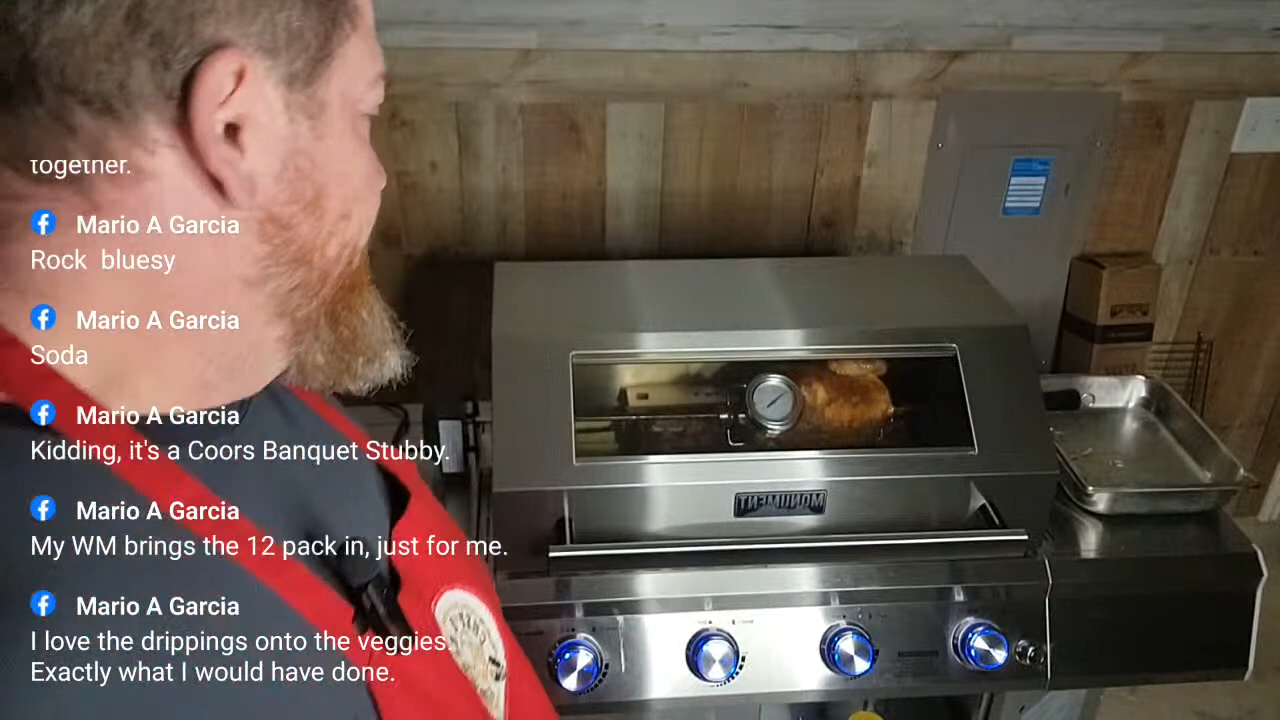 together.
Mario A Garcia
Rock bluesy
Mario A Garcia
Soda
Mario A Garcia
Kidding, it's a Coors Banquet Stubby.
Mario A Garcia
My WM brings the 12 pack in, just for me.
Mario A Garcia
I love the drippings onto the veggies.
Exactly what I would have done.
MONUMENT